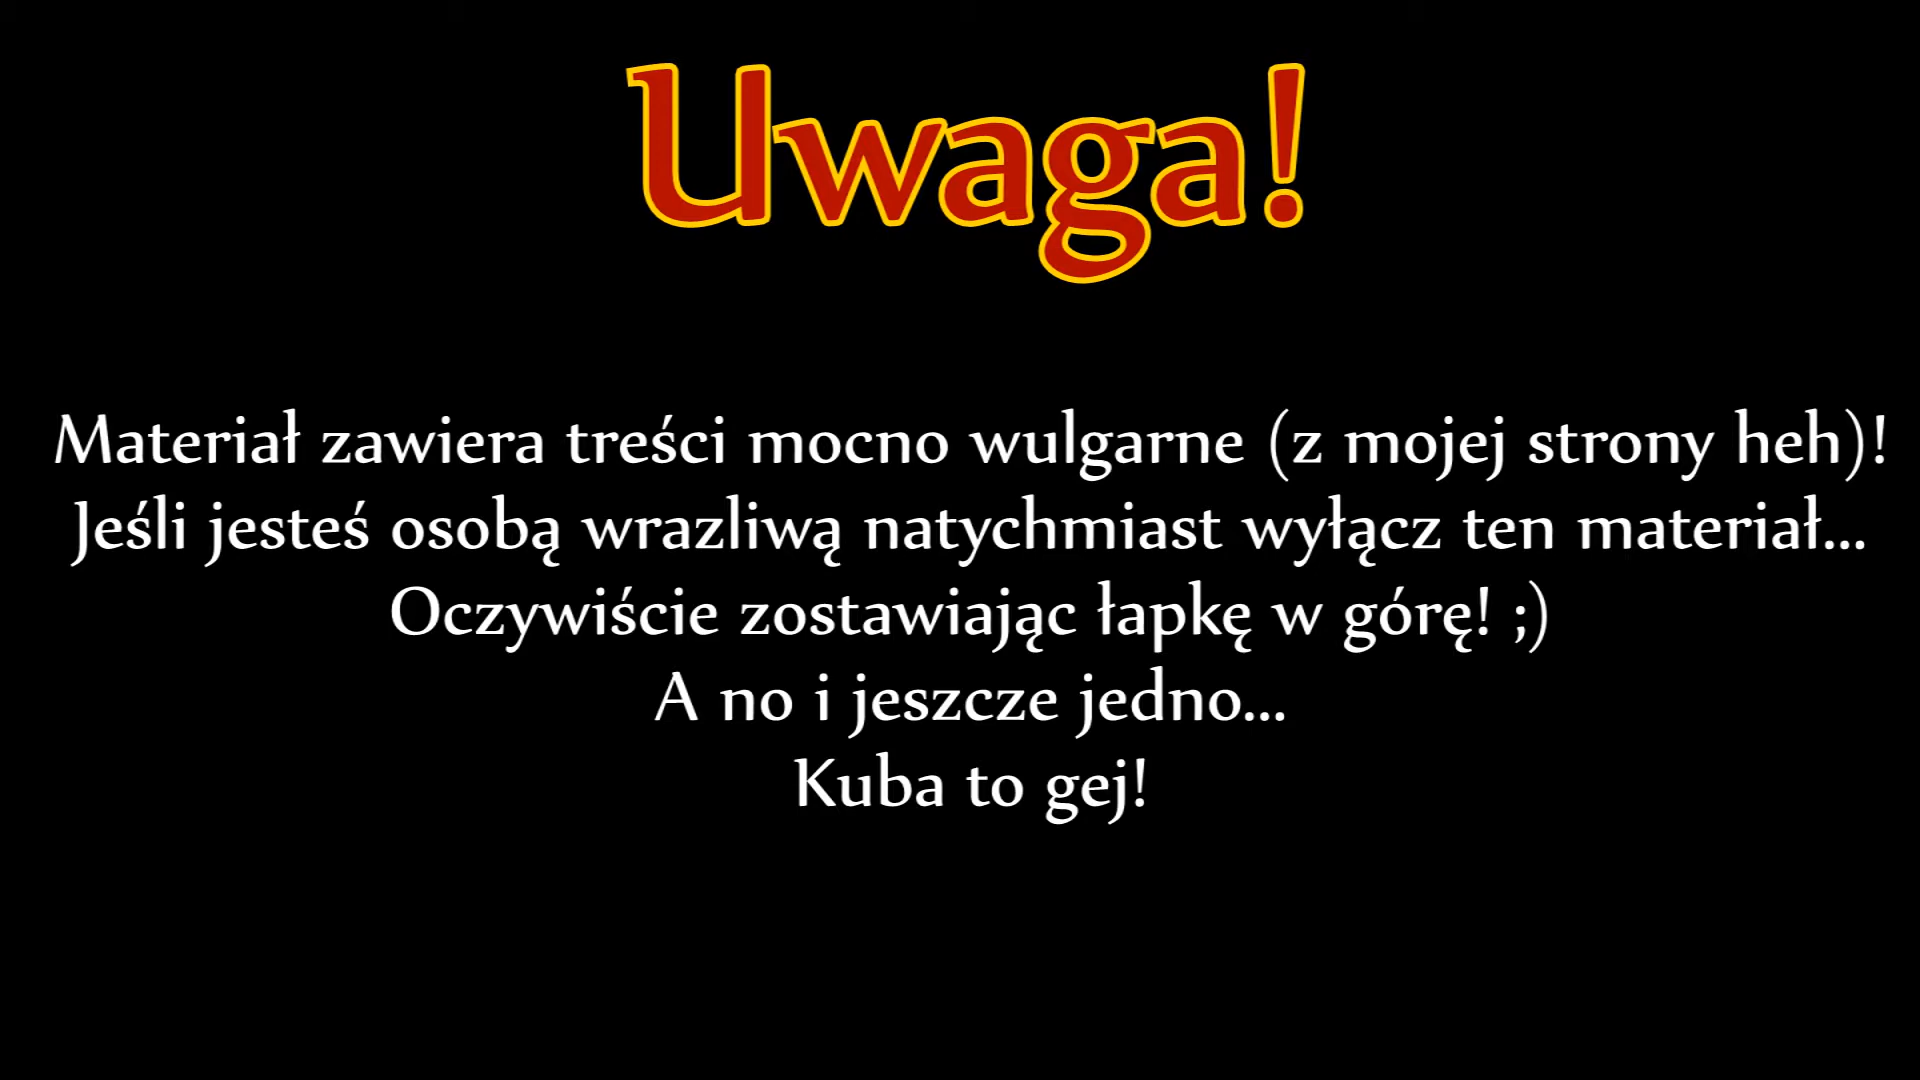 Uwaga!
Materiał zawiera treści mocno wulgarne (z mojej strony heh)!
Jeśli jesteś osobą wrazliwą natychmiast wyłącz ten materiał...
Oczywiście zostawiając łapkę w górę! ;)
A no i jeszcze jedno...
Kuba to gej!